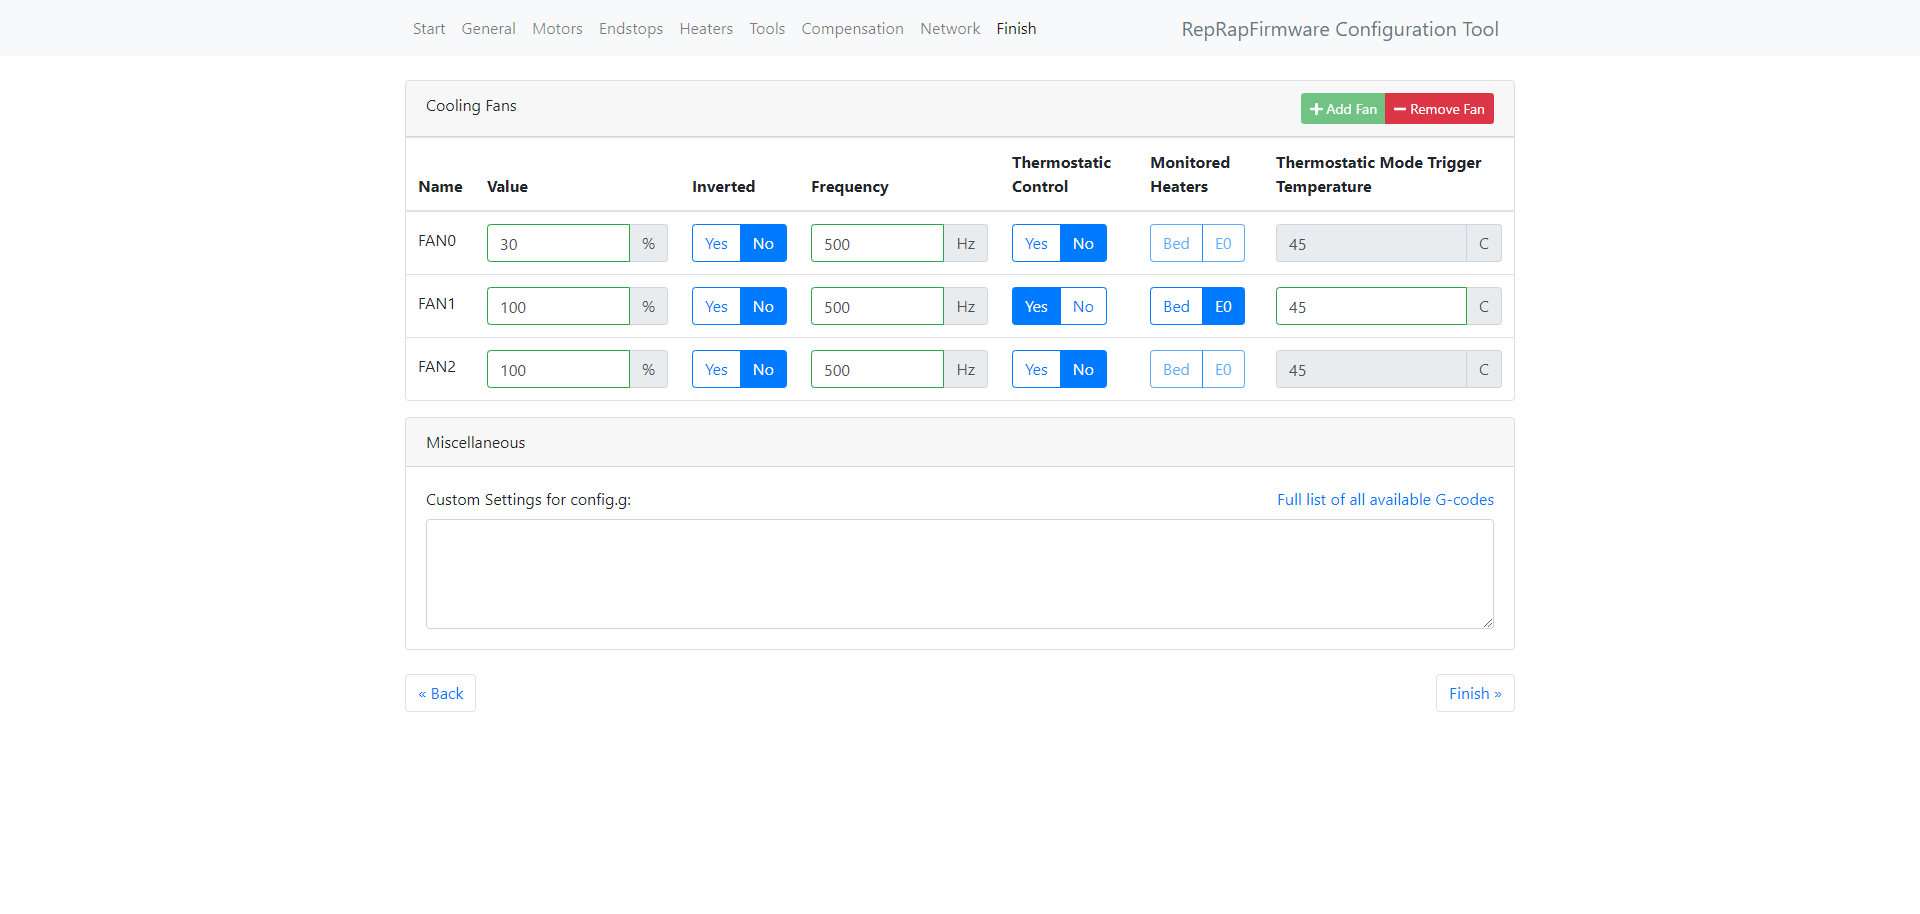 Start General Motors Endstops Heaters Tools Compensation Network Finish RepRapFirmware Configuration Tool
Cooling Fans Add Fan Remove Fan
Name Value Inverted Frequency Thermostatic Control Monitored Heaters Thermostatic Mode Trigger Temperature
FAN0 30 % Yes No 500 Hz Yes No Bed E0 45 C
FAN1 100 % Yes No 500 Hz Yes No Bed E0 45 C
FAN2 100 % Yes No 500 Hz Yes No Bed E0 45 C
Miscellaneous
Custom Settings for config.g: Full list of all available G-codes
« Back Finish »